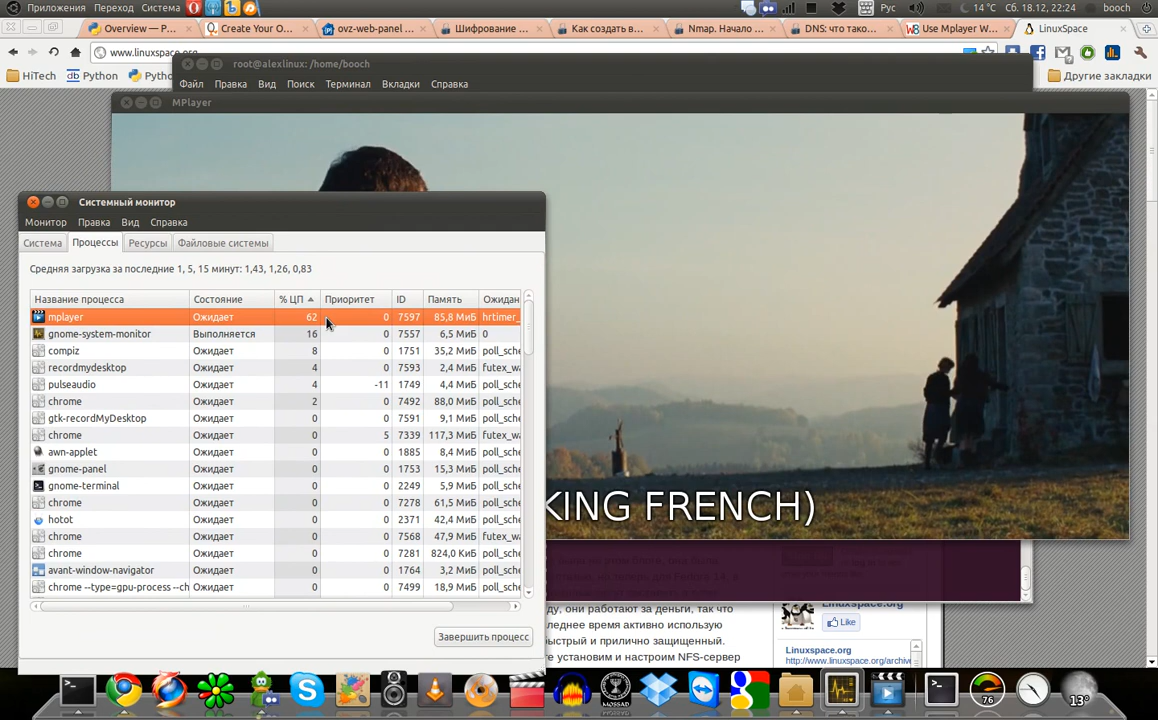 Приложения Переход Система
Рус 14 °C Сб. 18.12, 22:24 booch
Overview — P...
Create Your O...
ovz-web-panel ...
Шифрование ...
Как создать в...
Nmap. Начало ...
DNS: что тако...
Use Mplayer W...
LinuxSpace
www.linuxspace.org
HiTech
Python
Другие закладки
root@alexlinux: /home/booch
Файл Правка Вид Поиск Терминал Вкладки Справка
MPlayer
KING FRENCH)
Системный монитор
Монитор Правка Вид Справка
Система Процессы Ресурсы Файловые системы
Средняя загрузка за последние 1, 5, 15 минут: 1,43, 1,26, 0,83
Название процесса Состояние % ЦП Приоритет ID Память Ожидан
mplayer Ожидает 62 0 7597 85,8 МиБ hrtimer_
gnome-system-monitor Выполняется 16 0 7557 6,5 МиБ 0
compiz Ожидает 8 0 1751 35,2 МиБ poll_sche
recordmydesktop Ожидает 4 0 7593 2,4 МиБ futex_wa
pulseaudio Ожидает 4 -11 1749 4,4 МиБ poll_sche
chrome Ожидает 2 0 7492 88,0 МиБ poll_sche
gtk-recordMyDesktop Ожидает 0 0 7591 9,1 МиБ poll_sche
chrome Ожидает 0 5 7339 117,3 МиБ futex_wa
awn-applet Ожидает 0 0 1885 8,4 МиБ poll_sche
gnome-panel Ожидает 0 0 1753 15,3 МиБ poll_sche
gnome-terminal Ожидает 0 0 2249 5,9 МиБ poll_sche
chrome Ожидает 0 0 7278 61,5 МиБ poll_sche
hotot Ожидает 0 0 2371 42,4 МиБ poll_sche
chrome Ожидает 0 0 7568 47,9 МиБ futex_wa
chrome Ожидает 0 0 7281 824,0 КиБ poll_sche
avant-window-navigator Ожидает 0 0 1764 3,2 МиБ poll_sche
chrome --type=gpu-process --ch Ожидает 0 0 7499 18,9 МиБ poll_sche
Завершить процесс
ду, они работают за деньги, так что
леднее время активно использую
быстрый и прилично защищенный.
те установим и настроим NFS-сервер
Linuxspace.org
Like
Linuxspace.org
http://www.linuxspace.org/archive
MOSSAD
76
13°